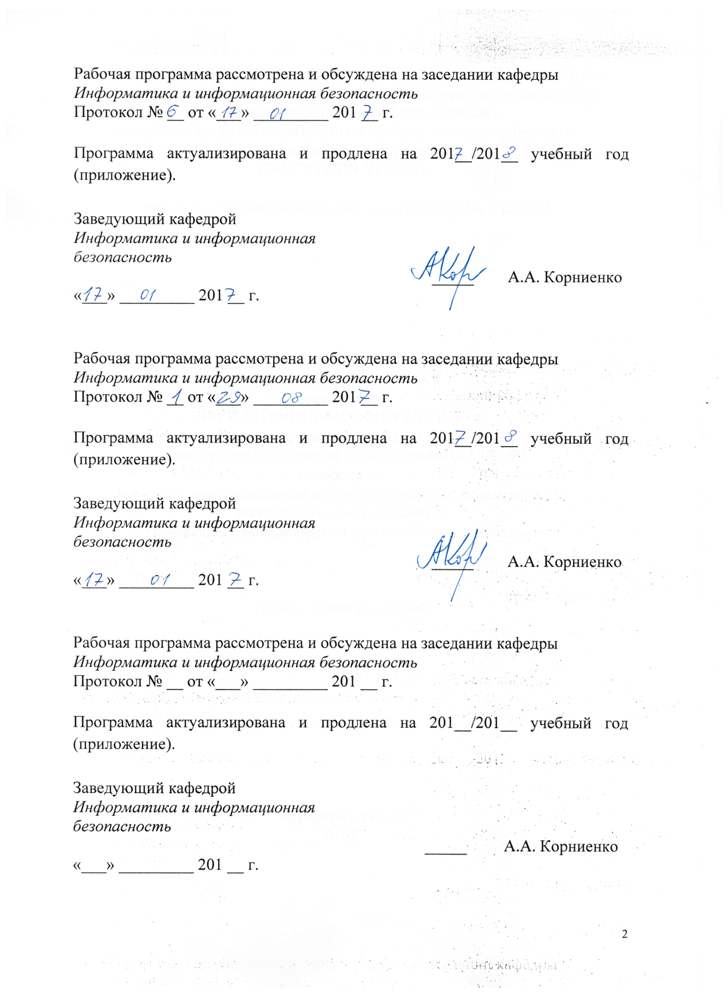 Рабочая программа рассмотрена и обсуждена на заседании кафедры
Информатика и информационная безопасность
Протокол № 6 от «17» 01 2017 г.
Программа актуализирована и продлена на 2017/2018 учебный год
(приложение).
Заведующий кафедрой
Информатика и информационная
безопасность
АКор А.А. Корниенко
«17» 01 2017 г.
Рабочая программа рассмотрена и обсуждена на заседании кафедры
Информатика и информационная безопасность
Протокол № 1 от «29» 08 2017 г.
Программа актуализирована и продлена на 2017/2018 учебный год
(приложение).
Заведующий кафедрой
Информатика и информационная
безопасность
АКор А.А. Корниенко
«17» 01 2017 г.
Рабочая программа рассмотрена и обсуждена на заседании кафедры
Информатика и информационная безопасность
Протокол № __ от «___» _________ 201 __ г.
Программа актуализирована и продлена на 201__/201__ учебный год
(приложение).
Заведующий кафедрой
Информатика и информационная
безопасность
_____ А.А. Корниенко
«___» _________ 201 __ г.
2